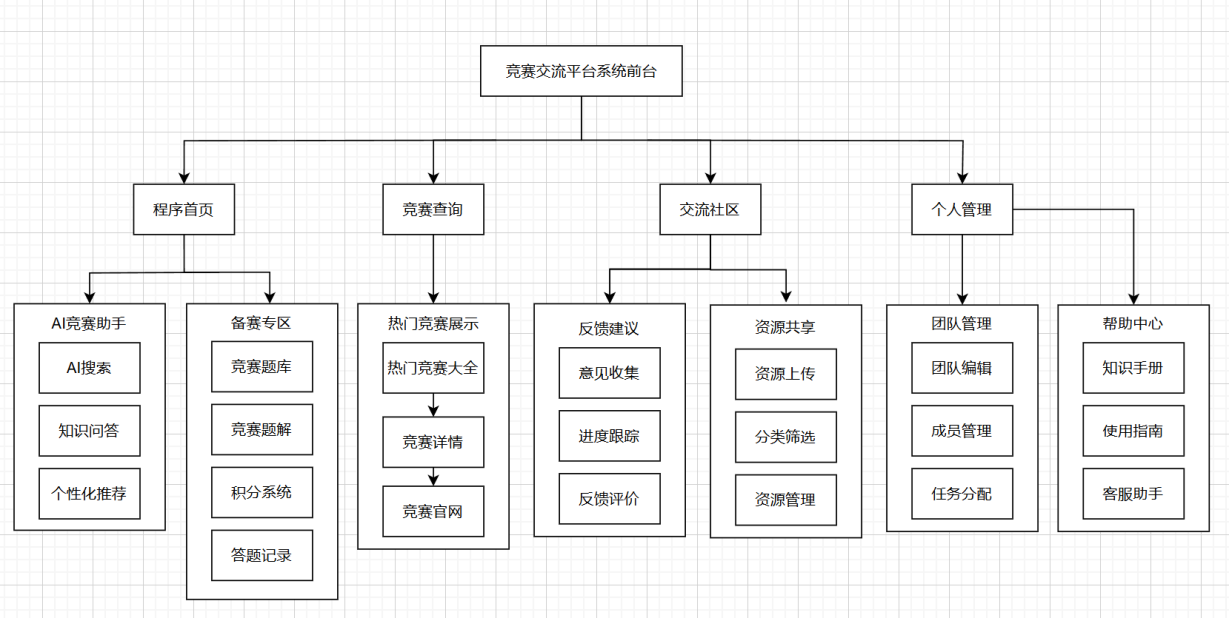 竞赛交流平台系统前台
程序首页
竞赛查询
交流社区
个人管理
AI竞赛助手
AI搜索
知识问答
个性化推荐
备赛专区
竞赛题库
竞赛题解
积分系统
答题记录
热门竞赛展示
热门竞赛大全
竞赛详情
竞赛官网
反馈建议
意见收集
进度跟踪
反馈评价
资源共享
资源上传
分类筛选
资源管理
团队管理
团队编辑
成员管理
任务分配
帮助中心
知识手册
使用指南
客服助手